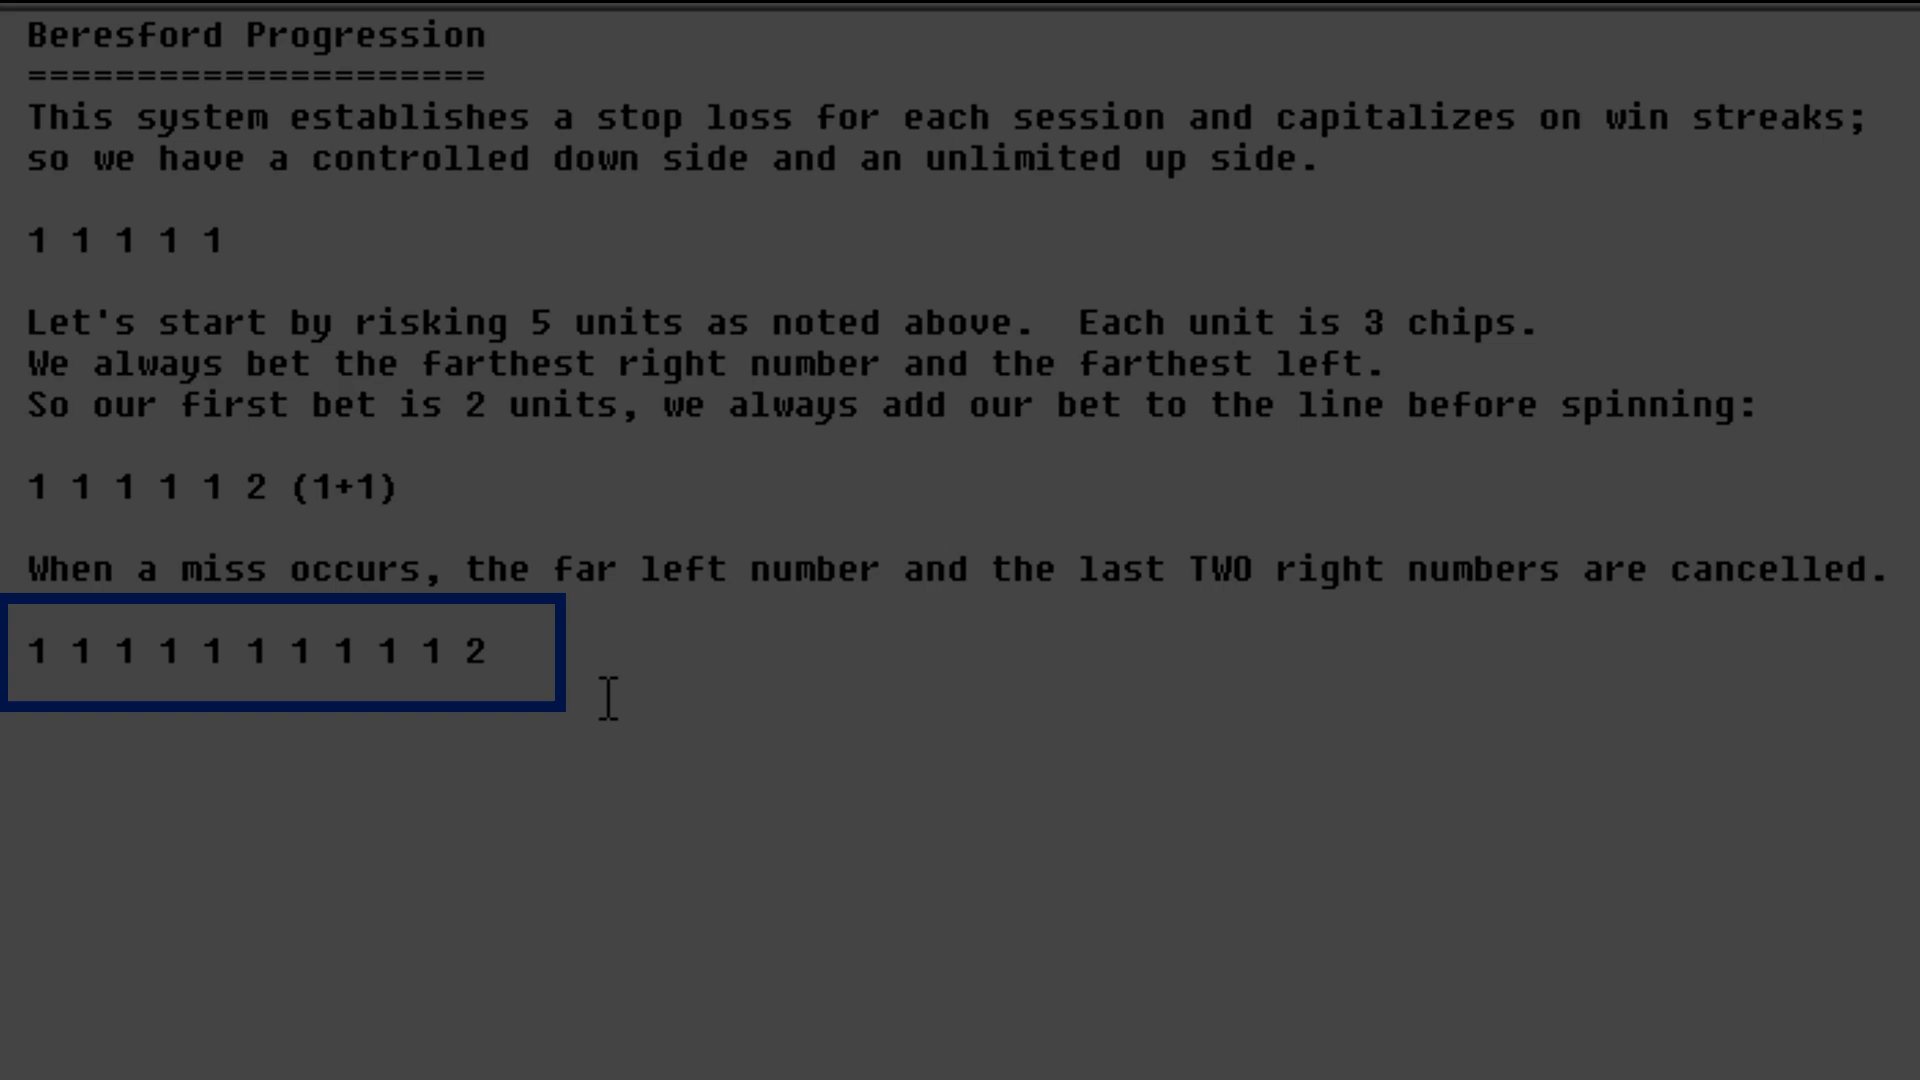 Beresford Progression
=====================
This system establishes a stop loss for each session and capitalizes on win streaks;
so we have a controlled down side and an unlimited up side.
1 1 1 1 1
Let's start by risking 5 units as noted above.  Each unit is 3 chips.
We always bet the farthest right number and the farthest left.
So our first bet is 2 units, we always add our bet to the line before spinning:
1 1 1 1 1 2 (1+1)
When a miss occurs, the far left number and the last TWO right numbers are cancelled.
1 1 1 1 1 1 1 1 1 1 2